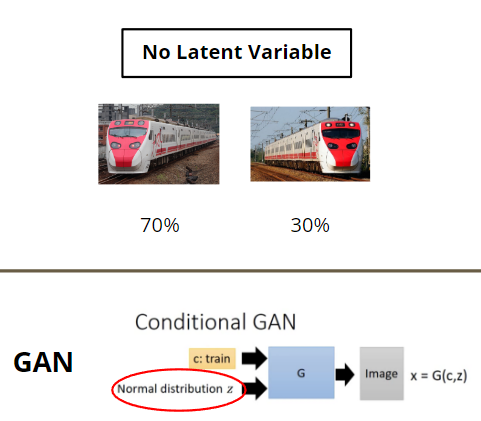 No Latent Variable
70%
30%
Conditional GAN
GAN
c: train
Normal distribution z
G
Image
x = G(c,z)